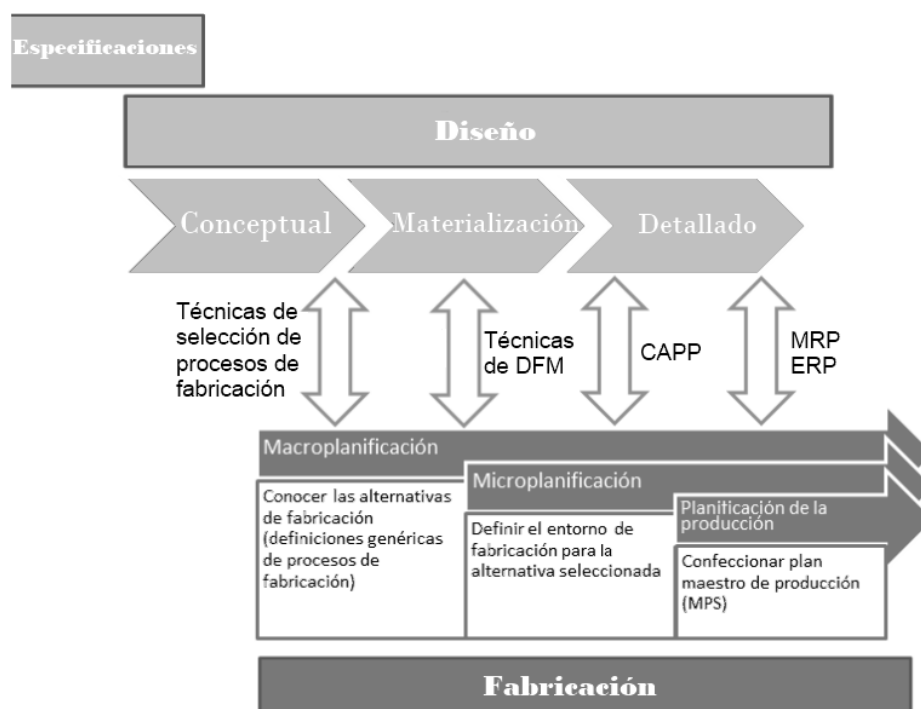 Especificaciones
Diseño
Conceptual
Materialización
Detallado
Técnicas de
selección de
procesos de
fabricación
Técnicas
de DFM
CAPP
MRP
ERP
Macroplanificación
Conocer las alternativas
de fabricación
(definiciones genéricas
de procesos de
fabricación)
Microplanificación
Definir el entorno de
fabricación para la
alternativa seleccionada
Planificación de la
producción
Confeccionar plan
maestro de producción
(MPS)
Fabricación